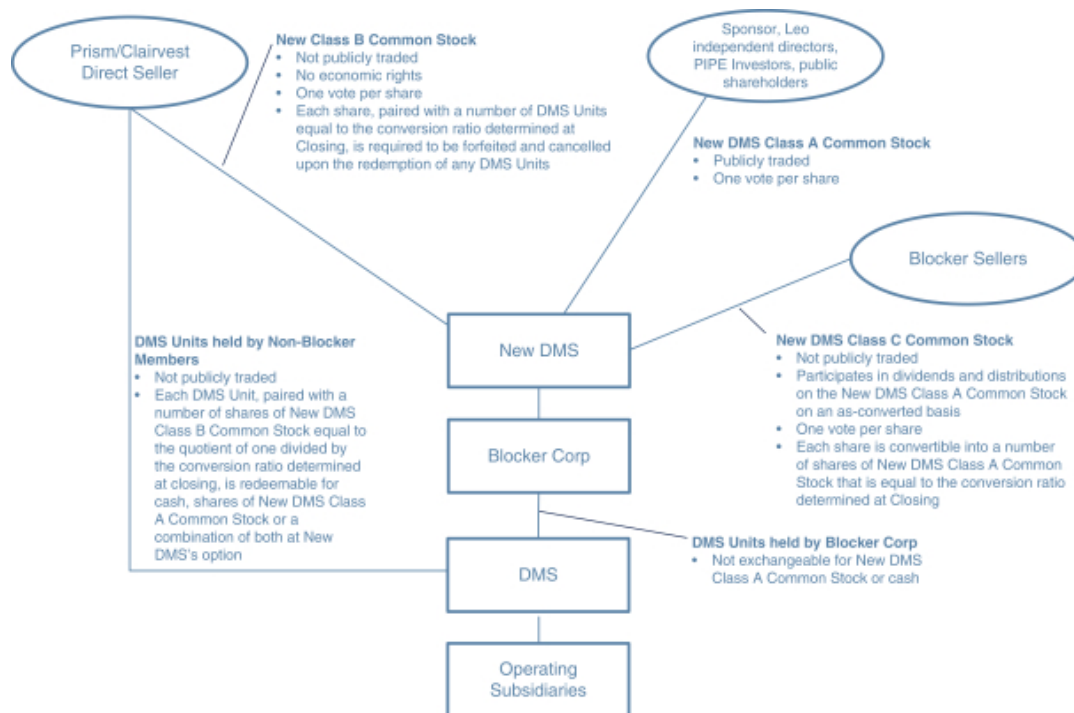 Prism/Clairvest
Direct Seller
New Class B Common Stock
• Not publicly traded
• No economic rights
• One vote per share
• Each share, paired with a number of DMS Units
equal to the conversion ratio determined at
Closing, is required to be forfeited and cancelled
upon the redemption of any DMS Units
Sponsor, Leo
independent directors,
PIPE Investors, public
shareholders
New DMS Class A Common Stock
• Publicly traded
• One vote per share
Blocker Sellers
DMS Units held by Non-Blocker
Members
• Not publicly traded
• Each DMS Unit, paired with a
number of shares of New DMS
Class B Common Stock equal to
the quotient of one divided by
the conversion ratio determined
at closing, is redeemable for
cash, shares of New DMS Class
A Common Stock or a
combination of both at New
DMS's option
New DMS
New DMS Class C Common Stock
• Not publicly traded
• Participates in dividends and distributions
on the New DMS Class A Common Stock
on an as-converted basis
• One vote per share
• Each share is convertible into a number
of shares of New DMS Class A Common
Stock that is equal to the conversion ratio
determined at Closing
Blocker Corp
DMS Units held by Blocker Corp
• Not exchangeable for New DMS
Class A Common Stock or cash
DMS
Operating
Subsidiaries